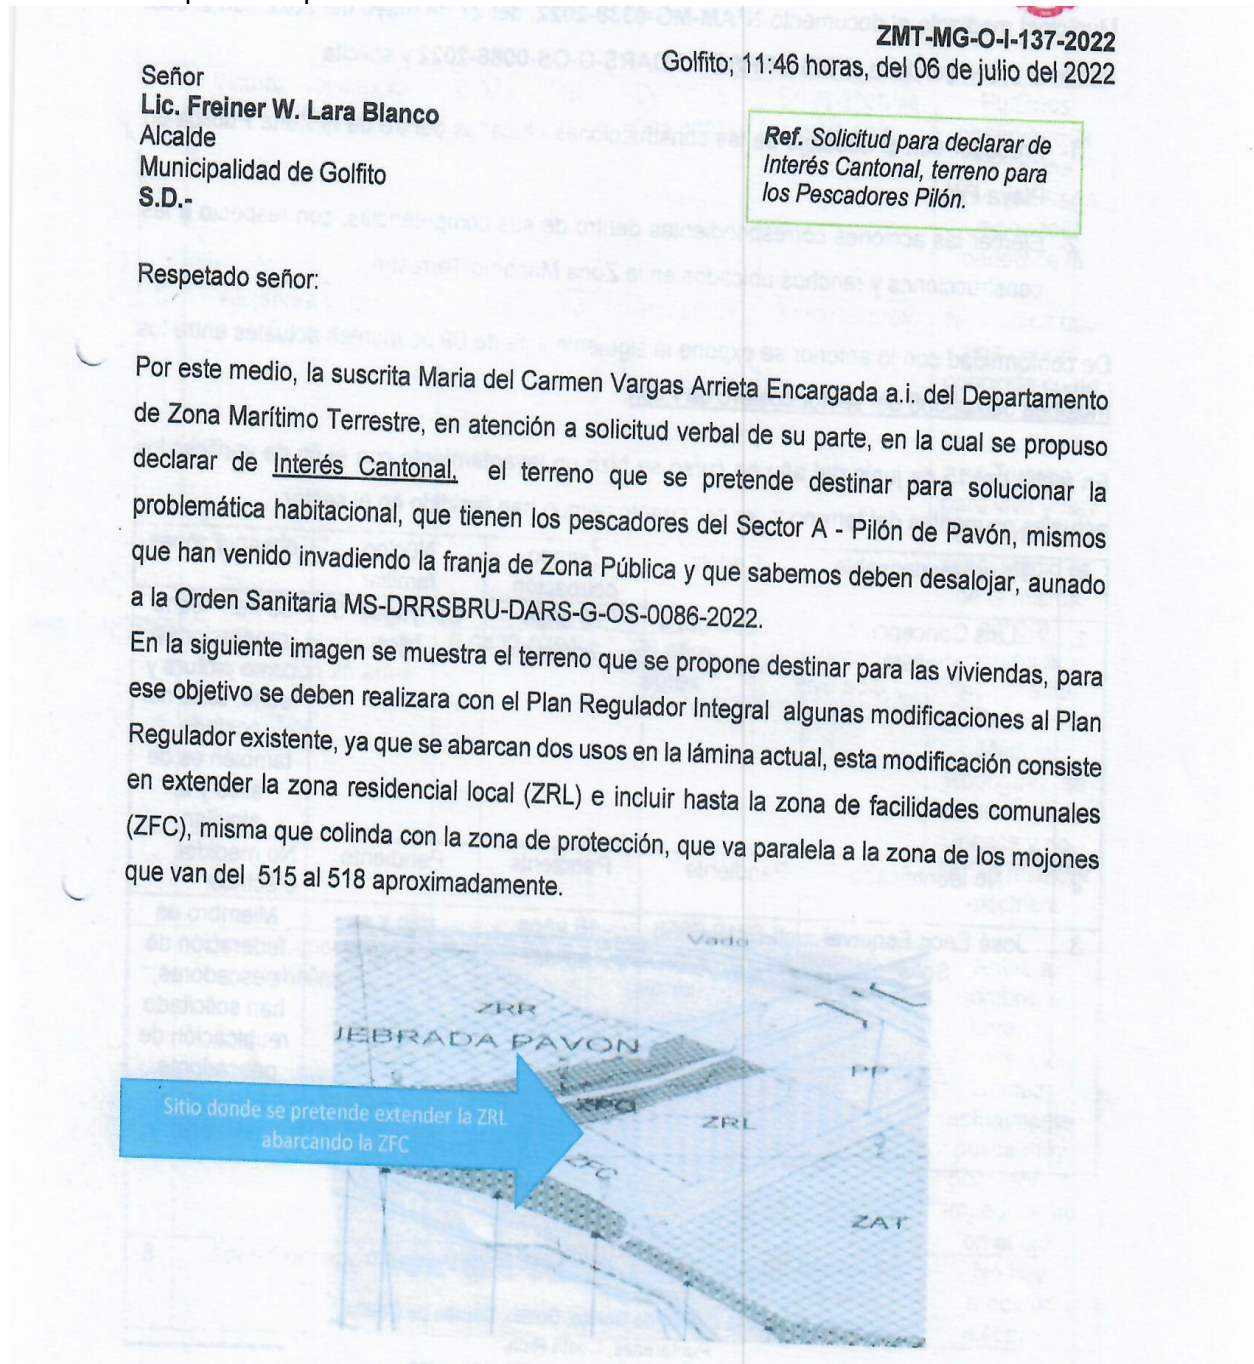 ZMT-MG-O-I-137-2022
Golfito; 11:46 horas, del 06 de julio del 2022
Señor
Lic. Freiner W. Lara Blanco
Alcalde
Municipalidad de Golfito
S.D.-
Ref. Solicitud para declarar de
Interés Cantonal, terreno para
los Pescadores Pilón.
Respetado señor:
Por este medio, la suscrita Maria del Carmen Vargas Arrieta Encargada a.i. del Departamento
de Zona Marítimo Terrestre, en atención a solicitud verbal de su parte, en la cual se propuso
declarar de Interés Cantonal, el terreno que se pretende destinar para solucionar la
problemática habitacional, que tienen los pescadores del Sector A - Pilón de Pavón, mismos
que han venido invadiendo la franja de Zona Pública y que sabemos deben desalojar, aunado
a la Orden Sanitaria MS-DRRSBRU-DARS-G-OS-0086-2022.
En la siguiente imagen se muestra el terreno que se propone destinar para las viviendas, para
ese objetivo se deben realizara con el Plan Regulador Integral algunas modificaciones al Plan
Regulador existente, ya que se abarcan dos usos en la lámina actual, esta modificación consiste
en extender la zona residencial local (ZRL) e incluir hasta la zona de facilidades comunales
(ZFC), misma que colinda con la zona de protección, que va paralela a la zona de los mojones
que van del 515 al 518 aproximadamente.
Vado
ZRR
JEBRADA PAVON
PP
Sitio donde se pretende extender la ZRL
abarcando la ZFC
ZRL
ZFC
ZAT